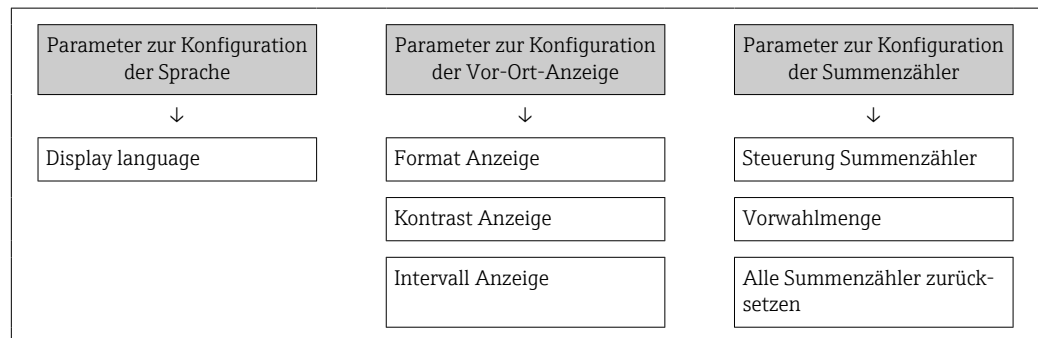 Parameter zur Konfiguration
der Sprache
↓
Display language
Parameter zur Konfiguration
der Vor-Ort-Anzeige
↓
Format Anzeige
Kontrast Anzeige
Intervall Anzeige
Parameter zur Konfiguration
der Summenzähler
↓
Steuerung Summenzähler
Vorwahlmenge
Alle Summenzähler zurück-
setzen